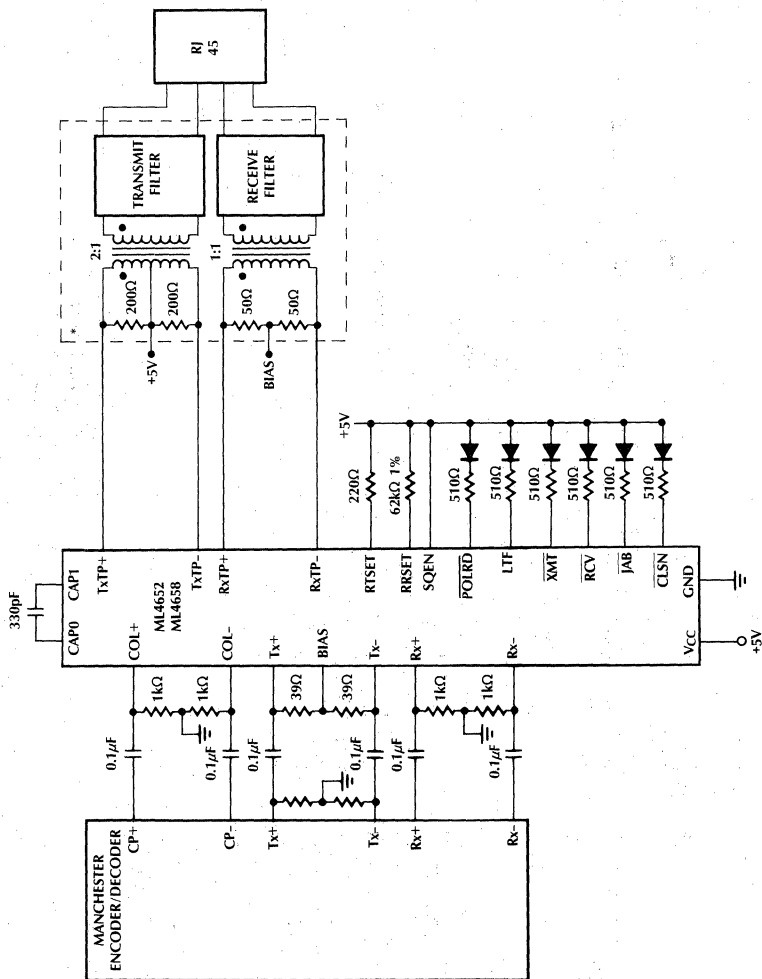 MANCHESTER
ENCODER/DECODER
CP+
CP–
Tx+
Tx–
Rx+
Rx–
0.1µF
0.1µF
0.1µF
0.1µF
0.1µF
0.1µF
1kΩ
1kΩ
39Ω
39Ω
1kΩ
1kΩ
330pF
CAP0
CAP1
COL+
COL–
Tx+
BIAS
Tx–
Rx+
Rx–
VCC
GND
+5V
ML4652
ML4658
TxTP+
TxTP–
RxTP+
RxTP–
RTSET
RRSET
SQEN
POLRD
LTF
XMT
RCV
JAB
CLSN
220Ω
62kΩ 1%
510Ω
510Ω
510Ω
510Ω
510Ω
510Ω
+5V
+5V
BIAS
*
200Ω
200Ω
50Ω
50Ω
2:1
1:1
TRANSMIT
FILTER
RECEIVE
FILTER
RJ
45